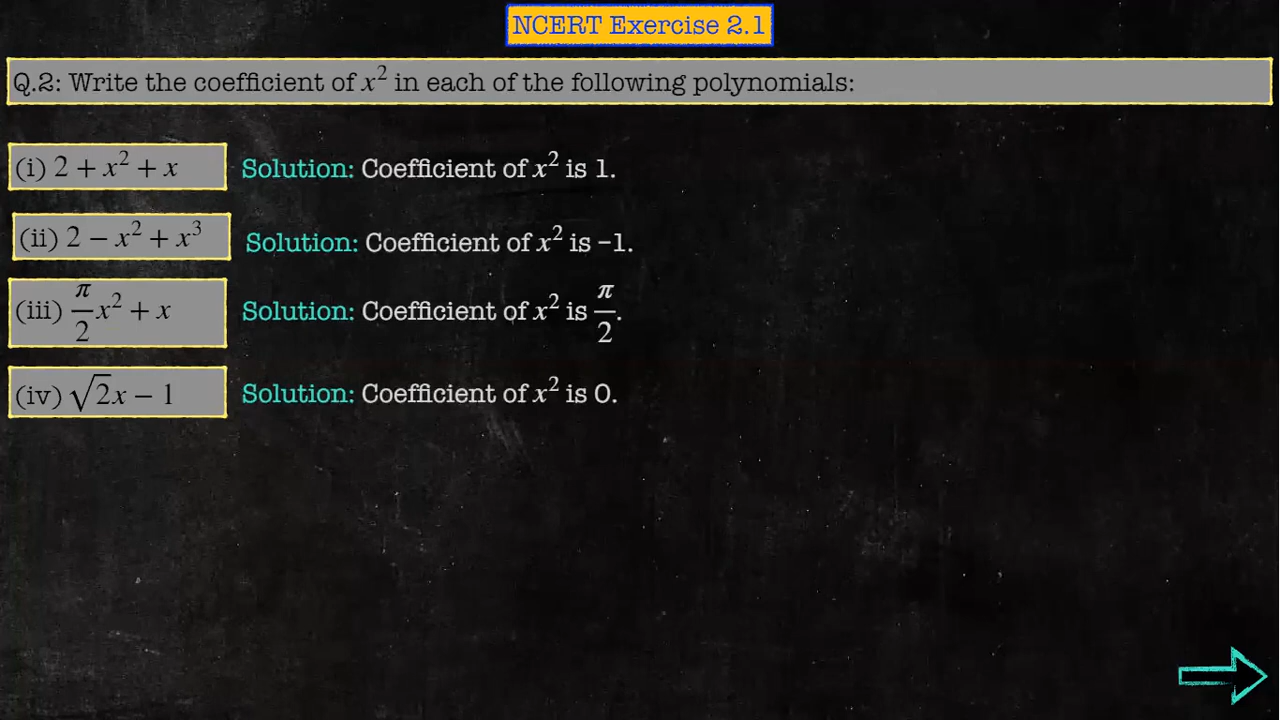 NCERT Exercise 2.1
Q.2: Write the coefficient of x² in each of the following polynomials:
(i) 2 + x² + x Solution: Coefficient of x² is 1.
(ii) 2 − x² + x³ Solution: Coefficient of x² is -1.
(iii) π/2 x² + x Solution: Coefficient of x² is π/2.
(iv) √2x − 1 Solution: Coefficient of x² is 0.